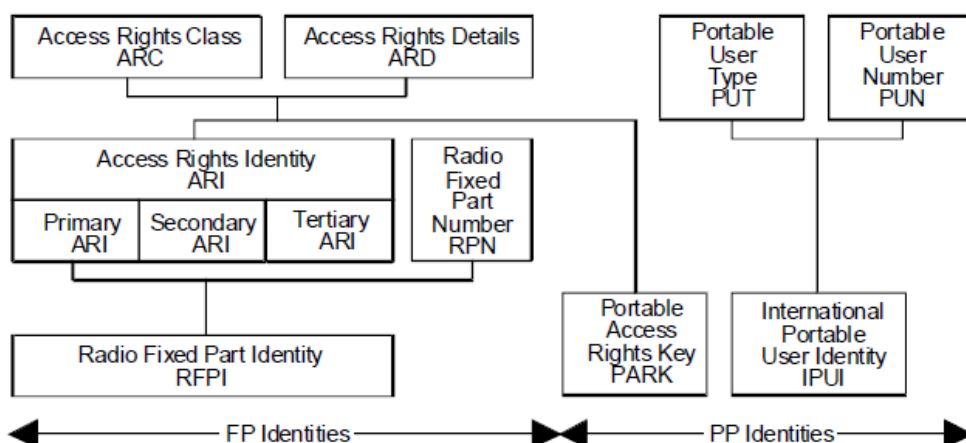 Access Rights Class
ARC
Access Rights Details
ARD
Portable
User
Type
PUT
Portable
User
Number
PUN
Access Rights Identity
ARI
Primary
ARI
Secondary
ARI
Tertiary
ARI
Radio
Fixed
Part
Number
RPN
Radio Fixed Part Identity
RFPI
Portable
Access
Rights Key
PARK
International
Portable
User Identity
IPUI
FP Identities
PP Identities